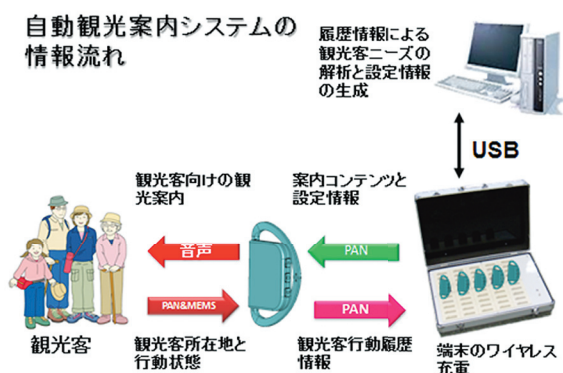 自動観光案内システムの
情報流れ
履歴情報による
観光客ニーズの
解析と設定情報
の生成
USB
観光客向けの観
光案内
案内コンテンツと
設定情報
音声
PAN
PAN&MEMS
PAN
観光客
観光客所在地と
行動状態
観光客行動履歴
情報
端末のワイヤレス
充重